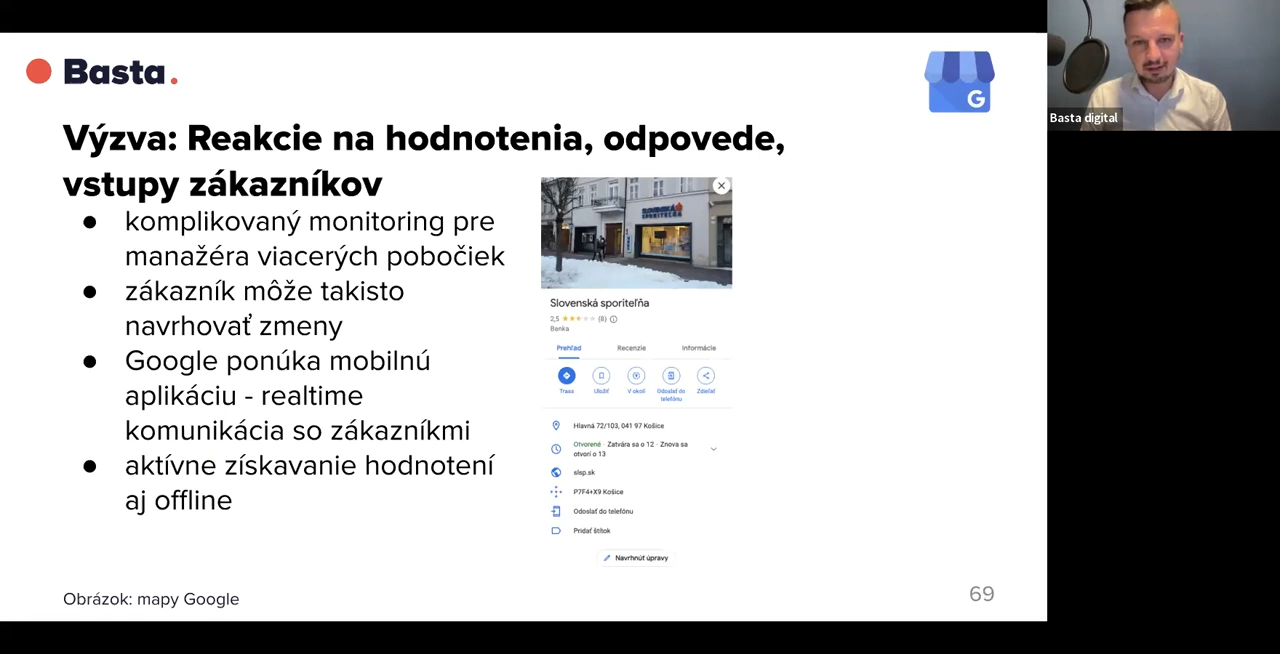 Basta.
G
Výzva: Reakcie na hodnotenia, odpovede,
vstupy zákazníkov
● komplikovaný monitoring pre
manažéra viacerých pobočiek
● zákazník môže takisto
navrhovať zmeny
● Google ponúka mobilnú
aplikáciu - realtime
komunikácia so zákazníkmi
● aktívne získavanie hodnotení
aj offline
SLOVENSKÁ
SPORITEĽŇA
Slovenská sporiteľňa
2,5 (8)
Banka
Prehľad Recenzie Informácie
Trasa Uložiť V okolí Odoslať do Zdieľať
telefónu
Hlavná 72/103, 041 97 Košice
Otvorené · Zatvára sa o 12 · Znova sa
otvorí o 13
slsp.sk
P7F4+X9 Košice
Odoslať do telefónu
Pridať štítok
Navrhnúť úpravy
Obrázok: mapy Google
69
Basta digital